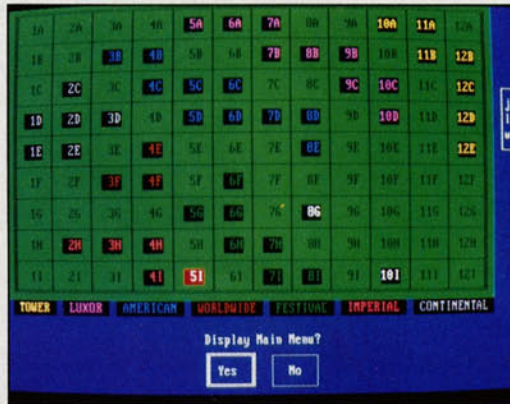 1A 2A 3A 4A 5A 6A 7A 8A 9A 10A 11A 12A
1B 2B 3B 4B 5B 6B 7B 8B 9B 10B 11B 12B
1C 2C 3C 4C 5C 6C 7C 8C 9C 10C 11C 12C
1D 2D 3D 4D 5D 6D 7D 8D 9D 10D 11D 12D
1E 2E 3E 4E 5E 6E 7E 8E 9E 10E 11E 12E
1F 2F 3F 4F 5F 6F 7F 8F 9F 10F 11F 12F
1G 2G 3G 4G 5G 6G 7G 8G 9G 10G 11G 12G
1H 2H 3H 4H 5H 6H 7H 8H 9H 10H 11H 12H
1I 2I 3I 4I 5I 6I 7I 8I 9I 10I 11I 12I
TOWER LUXOR AMERICAN WORLDWIDE FESTIVAL IMPERIAL CONTINENTAL
Display Main Menu?
Yes No